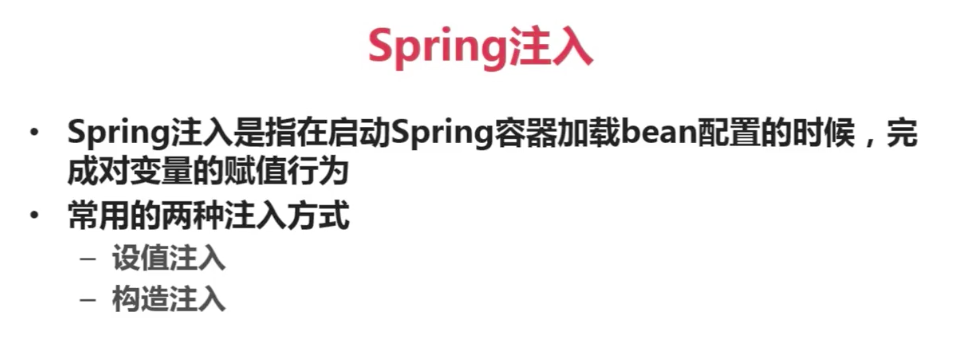 Spring注入
• Spring注入是指在启动Spring容器加载bean配置的时候，完
成对变量的赋值行为
• 常用的两种注入方式
– 设值注入
– 构造注入